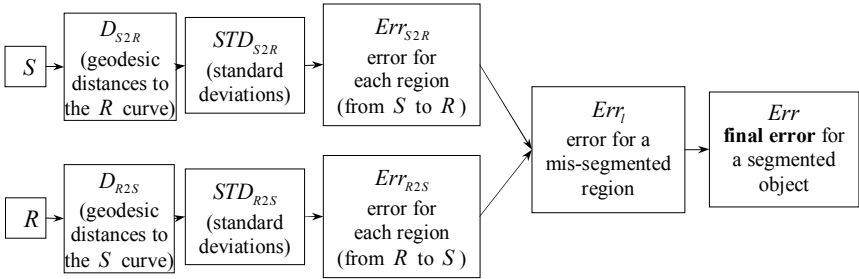 S
D_{S2R}
(geodesic
distances to
the R curve)
STD_{S2R}
(standard
deviations)
Err_{S2R}
error for
each region
(from S to R)
R
D_{R2S}
(geodesic
distances to
the S curve)
STD_{R2S}
(standard
deviations)
Err_{R2S}
error for
each region
(from R to S)
Err_l
error for a
mis-segmented
region
Err
final error for
a segmented
object